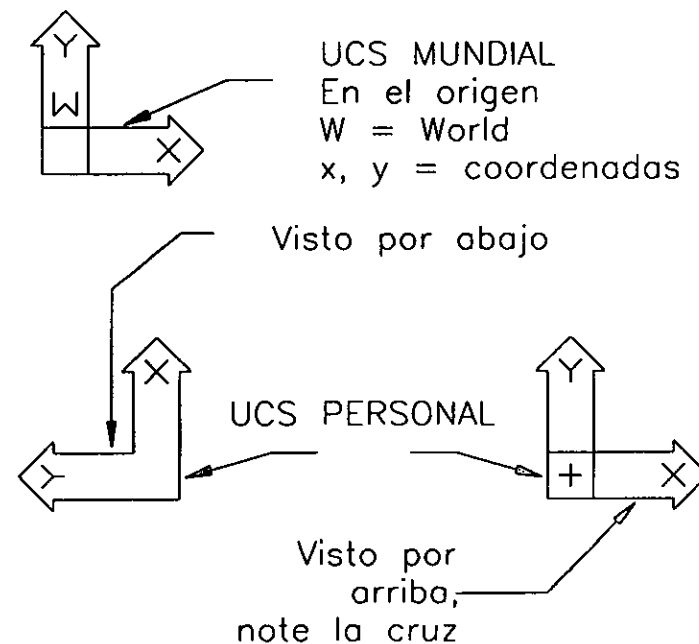 Y
W
X
UCS MUNDIAL
En el origen
W = World
x, y = coordenadas
Visto por abajo
X
Y
UCS PERSONAL
Y
+
X
Visto por
arriba,
note la cruz